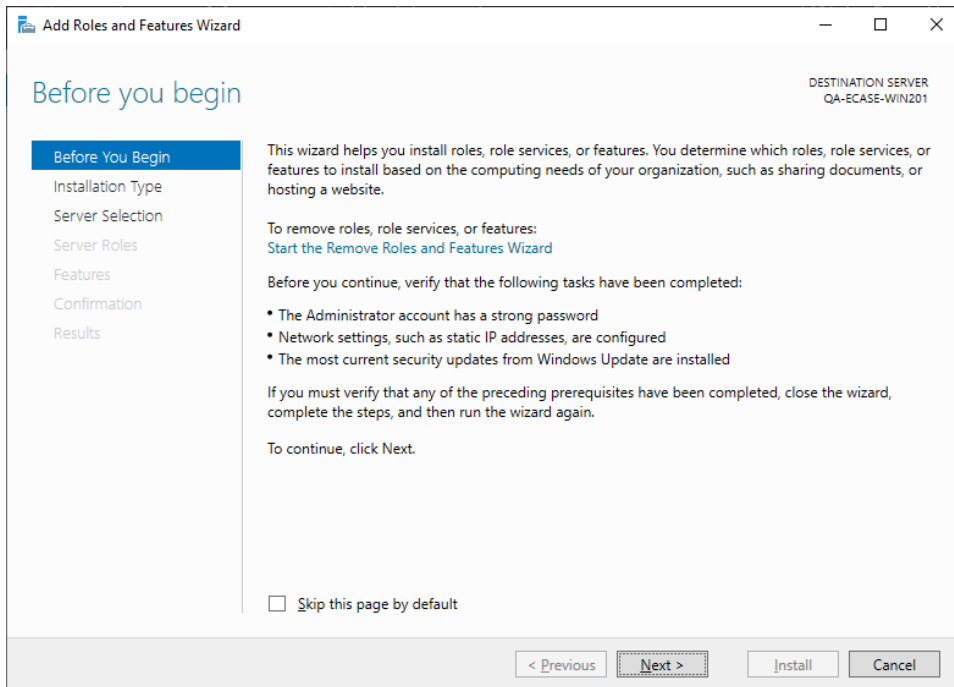 Add Roles and Features Wizard
Before you begin
DESTINATION SERVER
QA-ECASE-WIN201
Before You Begin
Installation Type
Server Selection
Server Roles
Features
Confirmation
Results
This wizard helps you install roles, role services, or features. You determine which roles, role services, or
features to install based on the computing needs of your organization, such as sharing documents, or
hosting a website.
To remove roles, role services, or features:
Start the Remove Roles and Features Wizard
Before you continue, verify that the following tasks have been completed:
• The Administrator account has a strong password
• Network settings, such as static IP addresses, are configured
• The most current security updates from Windows Update are installed
If you must verify that any of the preceding prerequisites have been completed, close the wizard,
complete the steps, and then run the wizard again.
To continue, click Next.
Skip this page by default
< Previous Next > Install Cancel